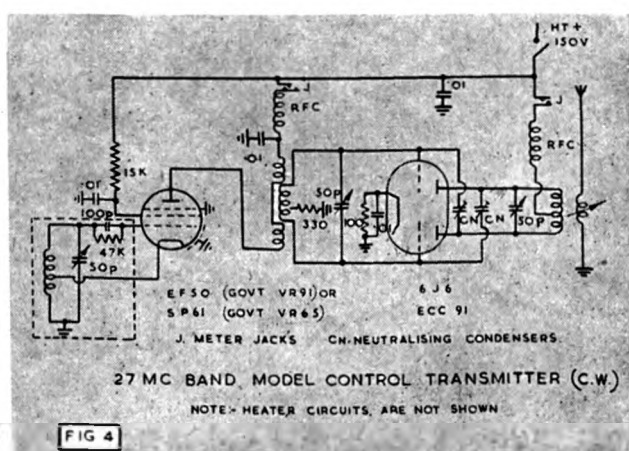 HT+
150V
J
RFC
.01
J
RFC
.01
15K
.01
100P
47K
50P
330
50P
100
.01
CN
CN
50P
EF50 (GOVT VR91) OR
SP61 (GOVT VR65)
6J6
ECC 91
J. METER JACKS
CN-NEUTRALISING CONDENSERS.
27 MC BAND, MODEL CONTROL TRANSMITTER (C.W.)
NOTE:- HEATER CIRCUITS, ARE NOT SHOWN
FIG 4